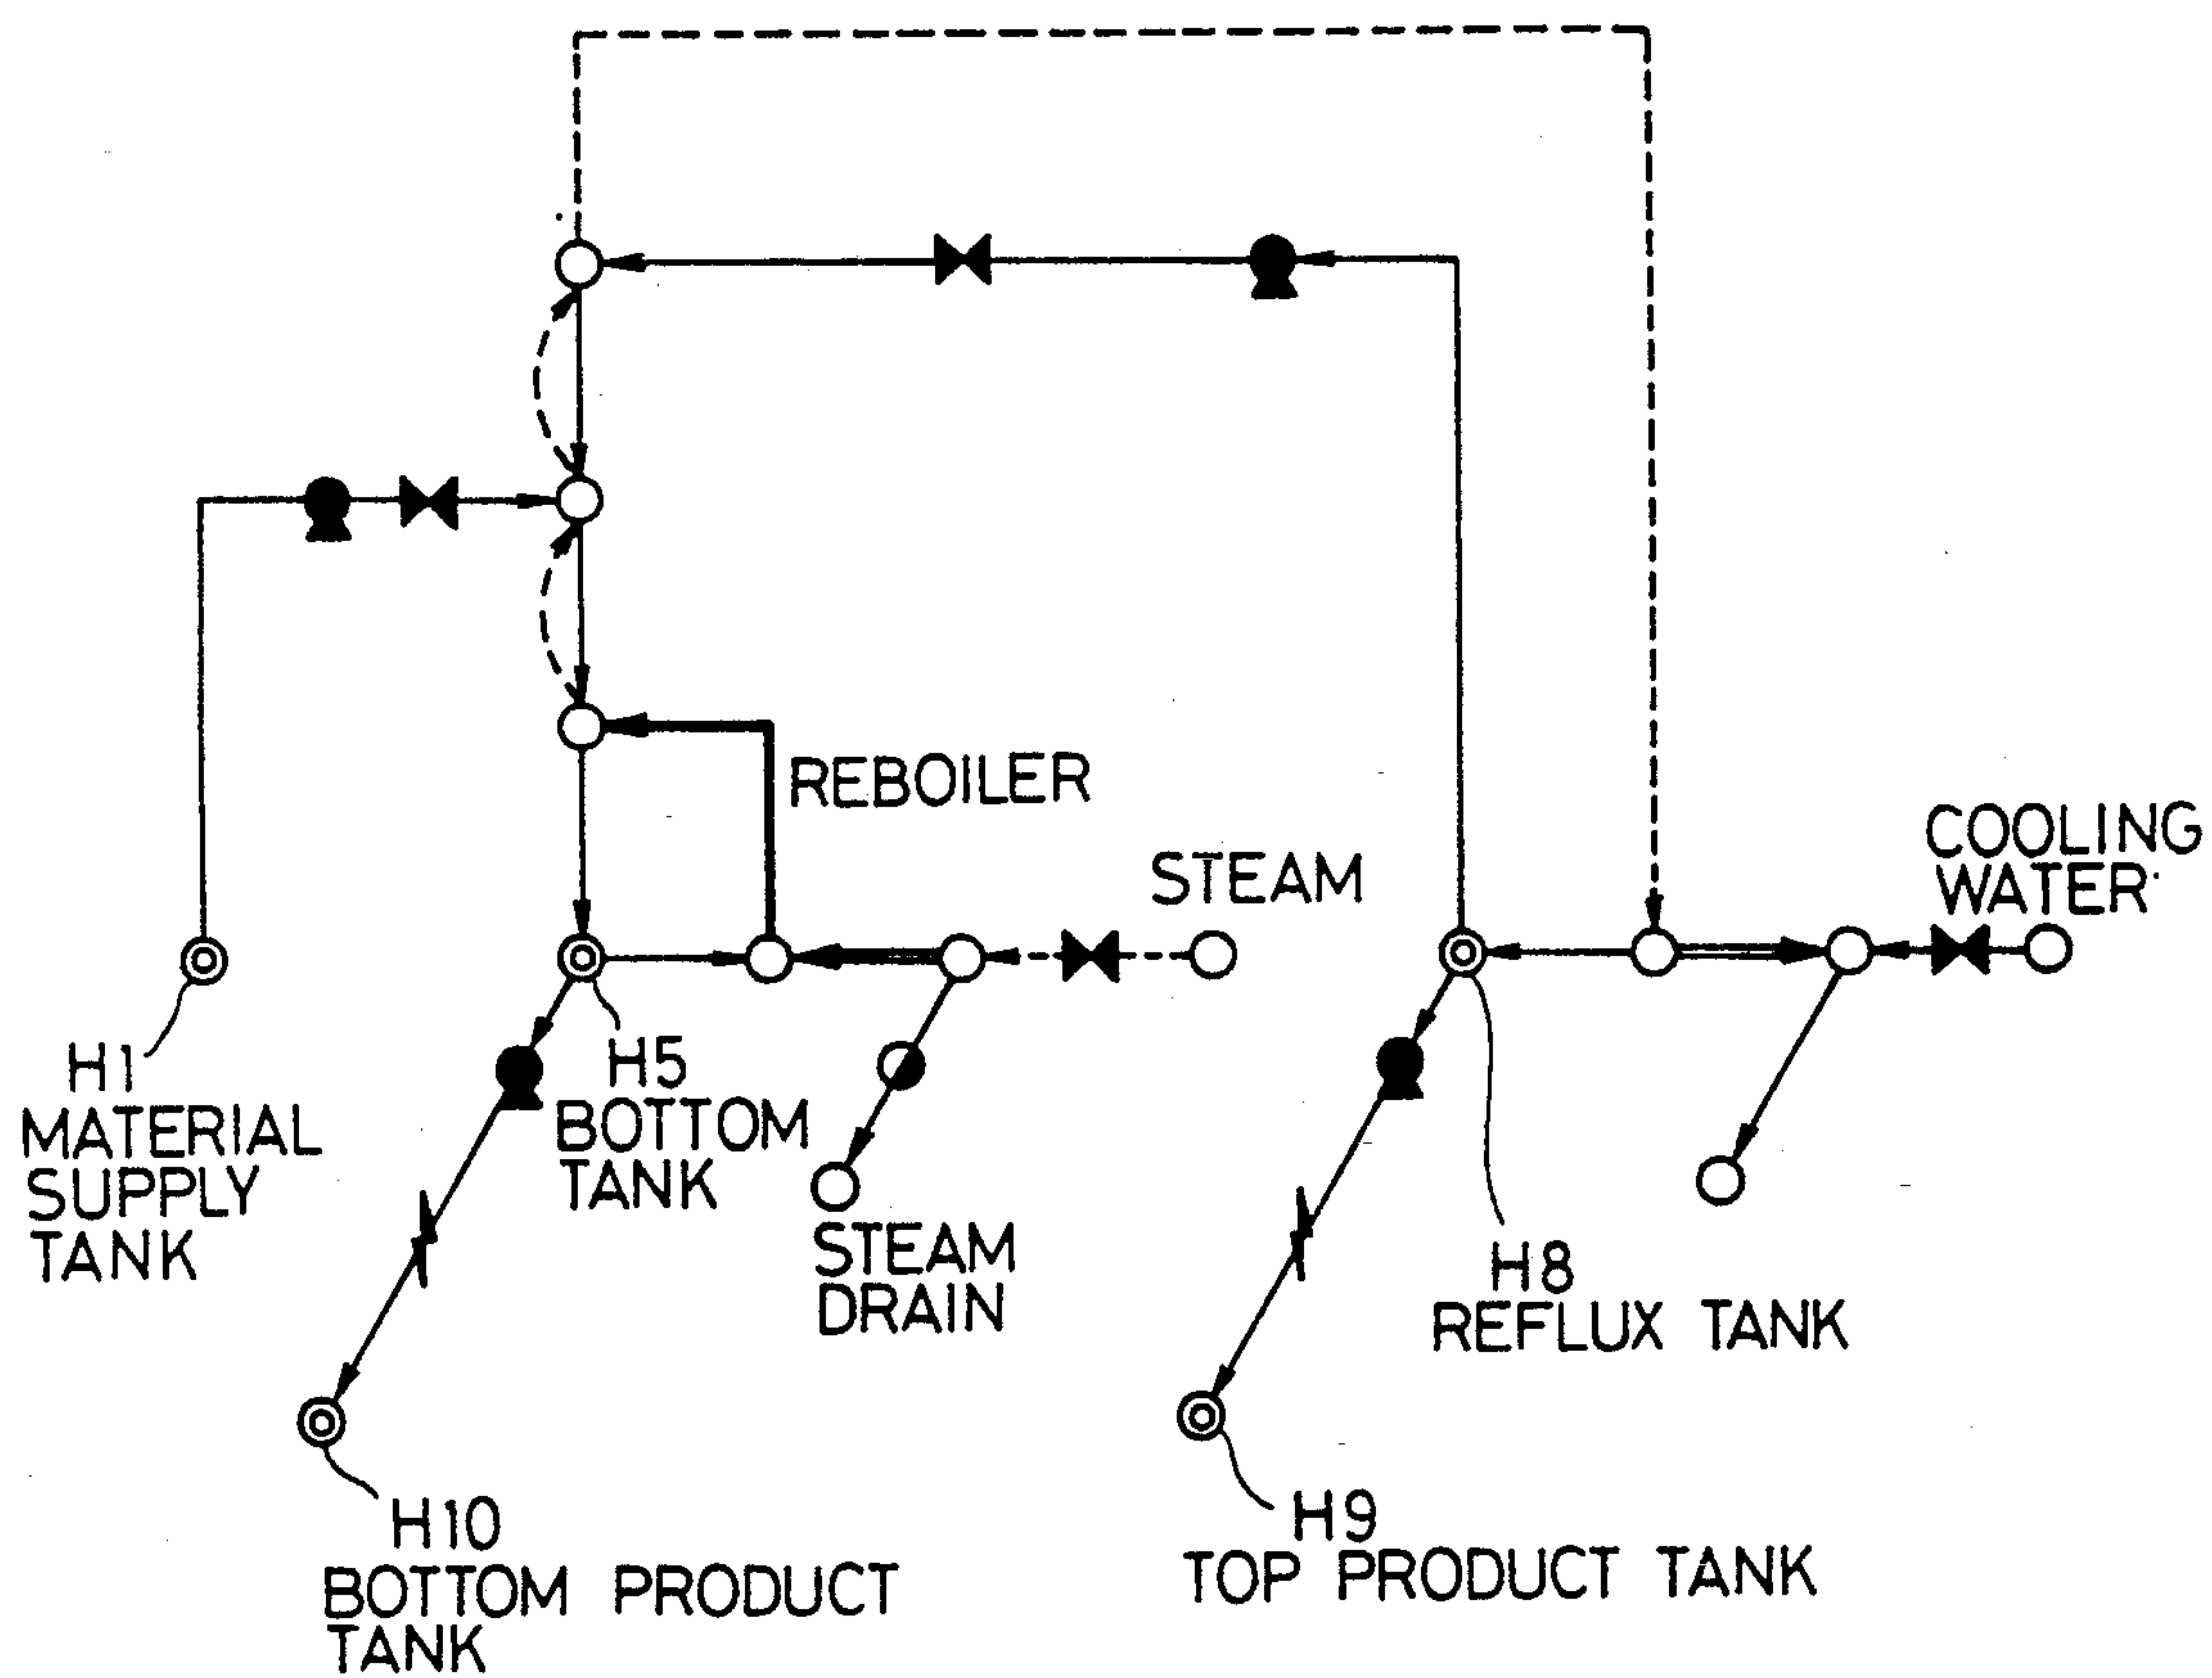 REBOILER
STEAM
COOLING
WATER
H1
MATERIAL
SUPPLY
TANK
H5
BOTTOM
TANK
STEAM
DRAIN
H8
REFLUX TANK
H10
BOTTOM PRODUCT
TANK
H9
TOP PRODUCT TANK